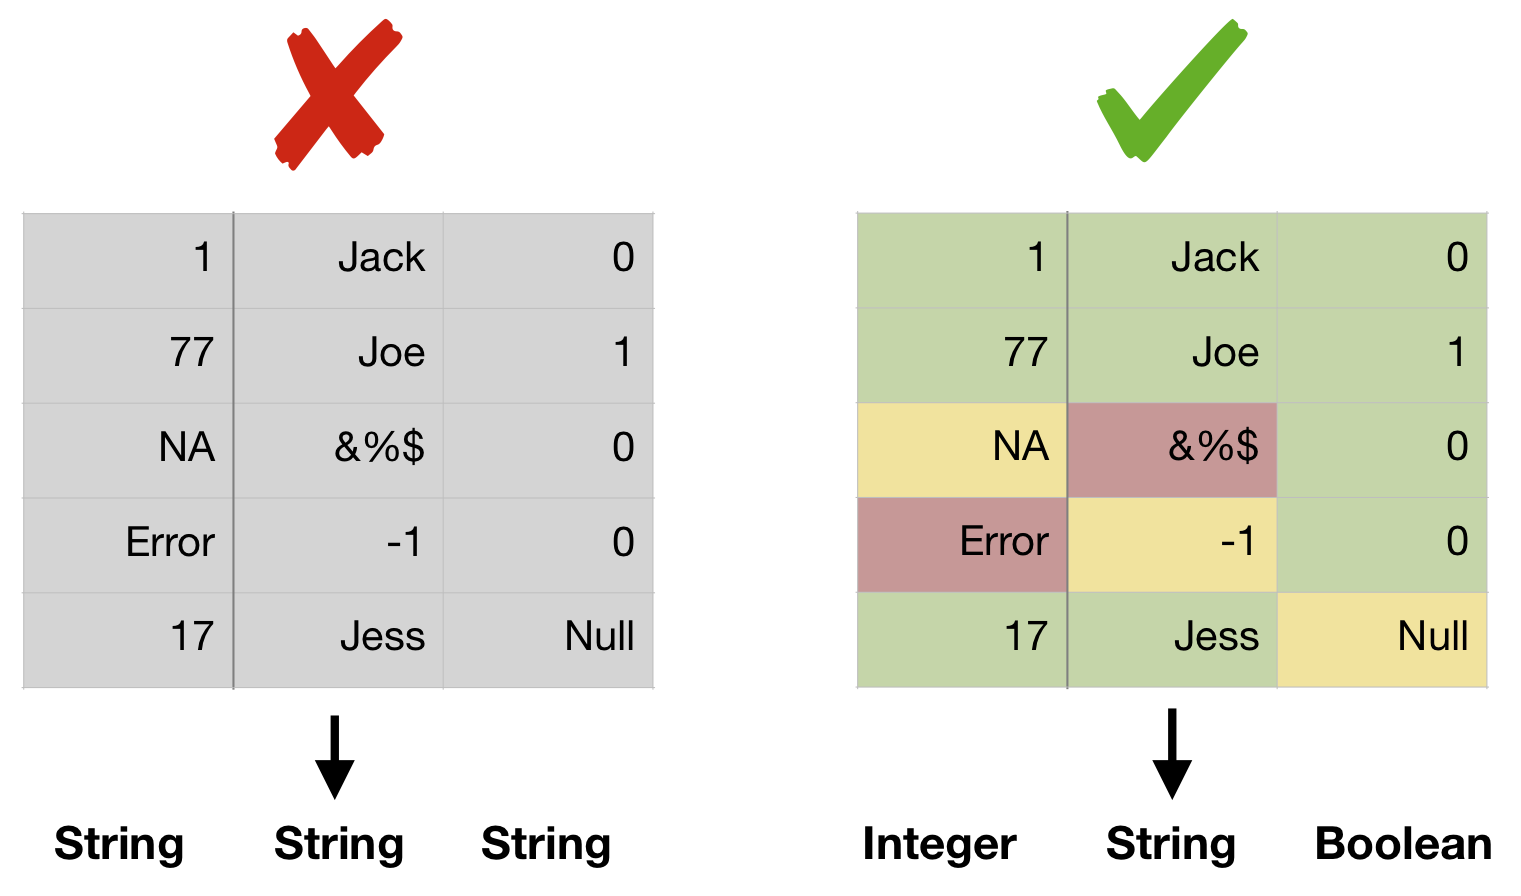 1 Jack 0
77 Joe 1
NA &%$ 0
Error -1 0
17 Jess Null
String String String
1 Jack 0
77 Joe 1
NA &%$ 0
Error -1 0
17 Jess Null
Integer String Boolean